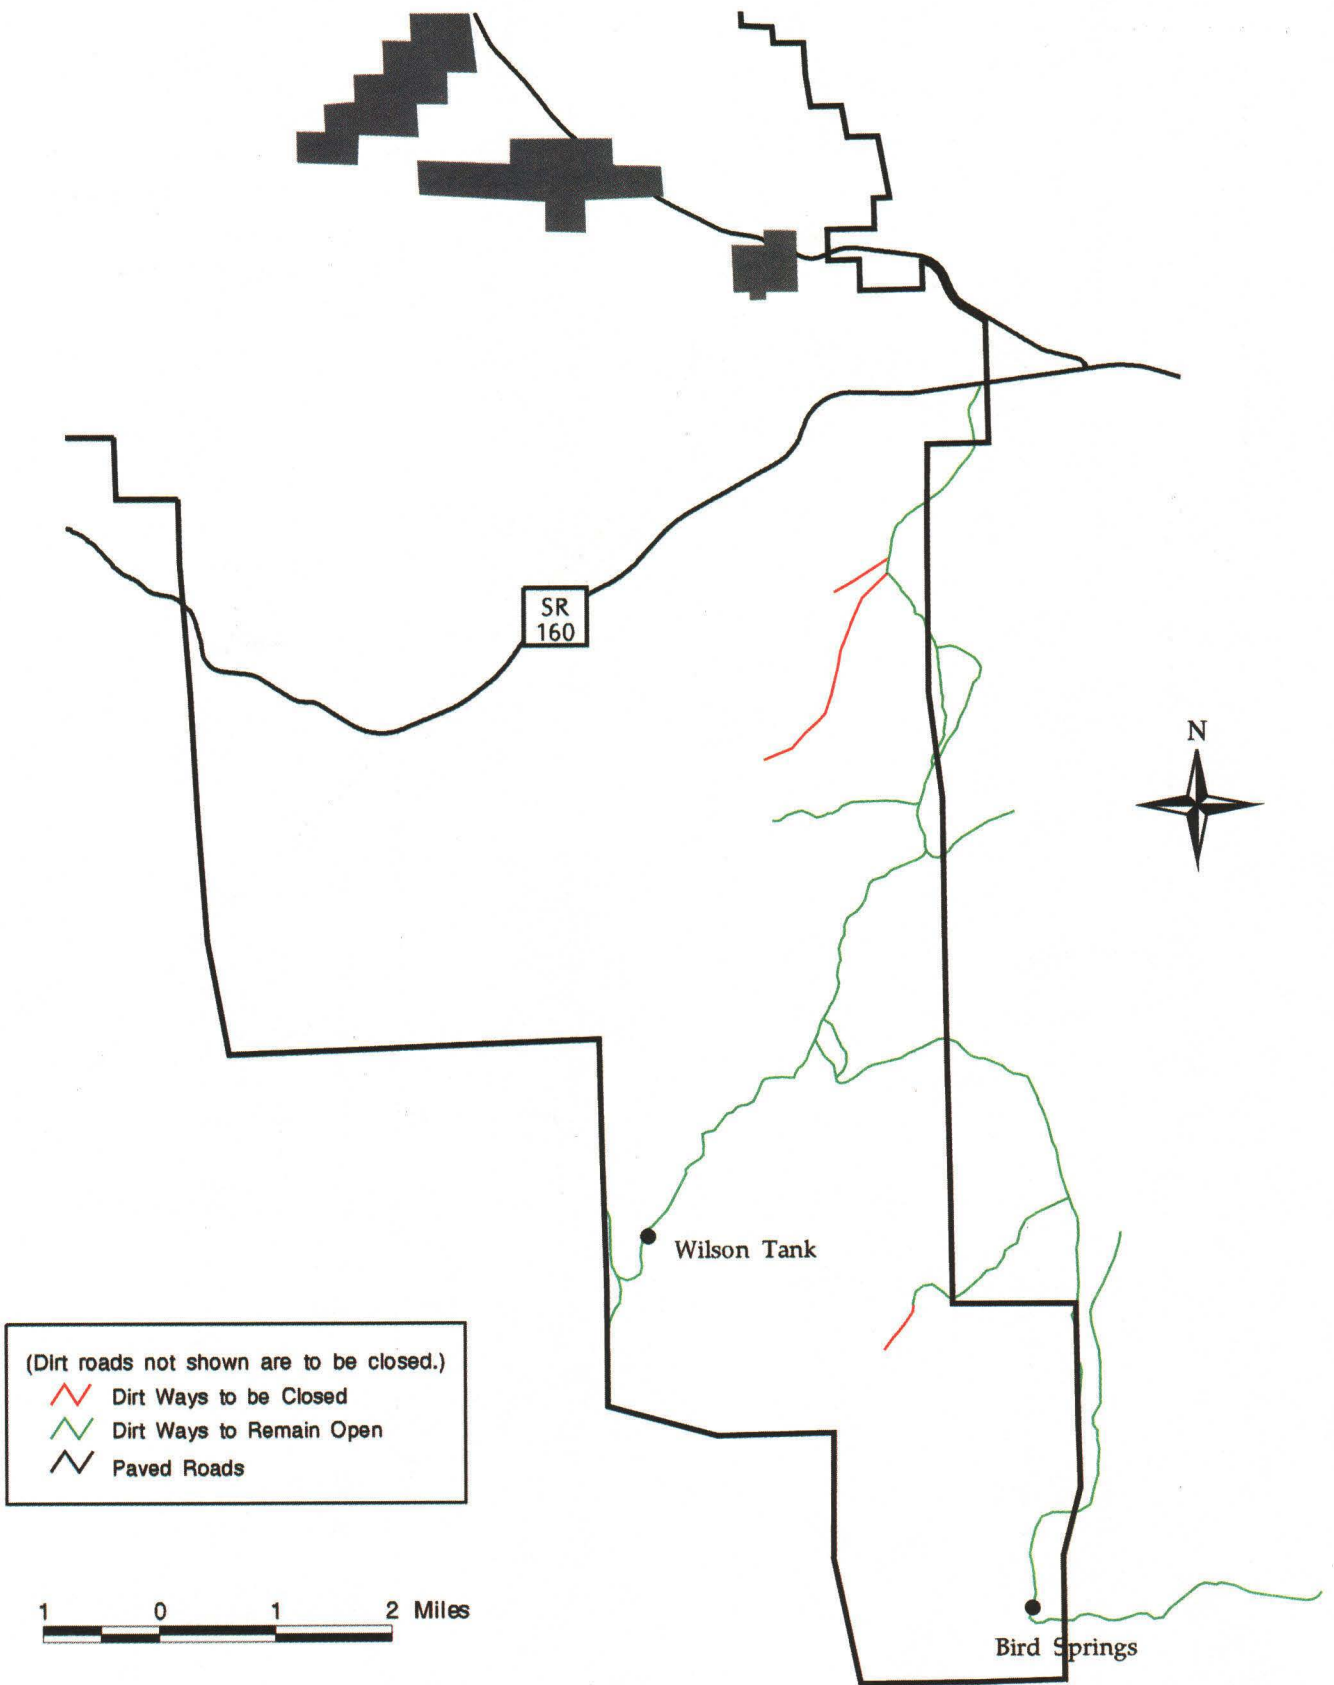 SR
160
N
Wilson Tank
(Dirt roads not shown are to be closed.)
Dirt Ways to be Closed
Dirt Ways to Remain Open
Paved Roads
1 0 1 2 Miles
Bird Springs